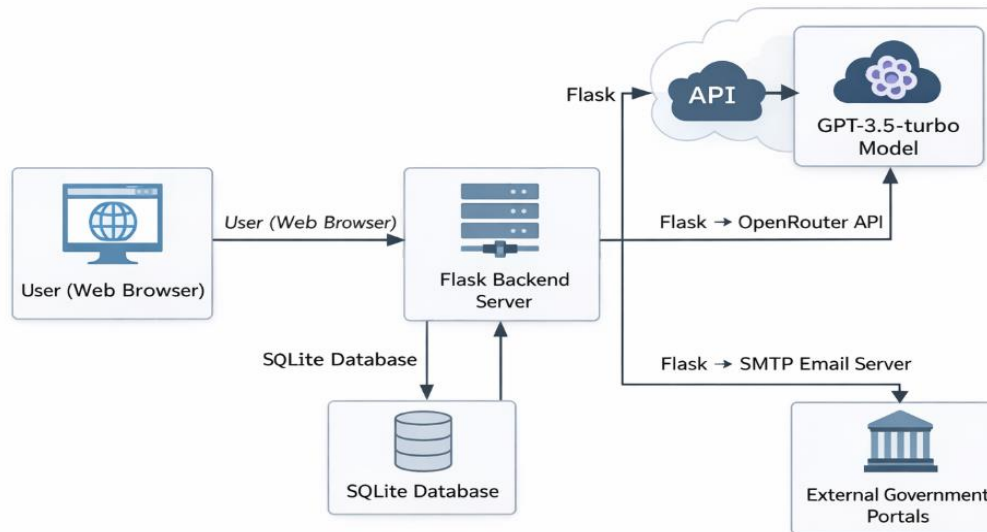 Flask
API
GPT-3.5-turbo
Model
User (Web Browser)
User (Web Browser)
Flask → OpenRouter API
Flask Backend
Server
SQLite Database
Flask → SMTP Email Server
SQLite Database
External Government
Portals